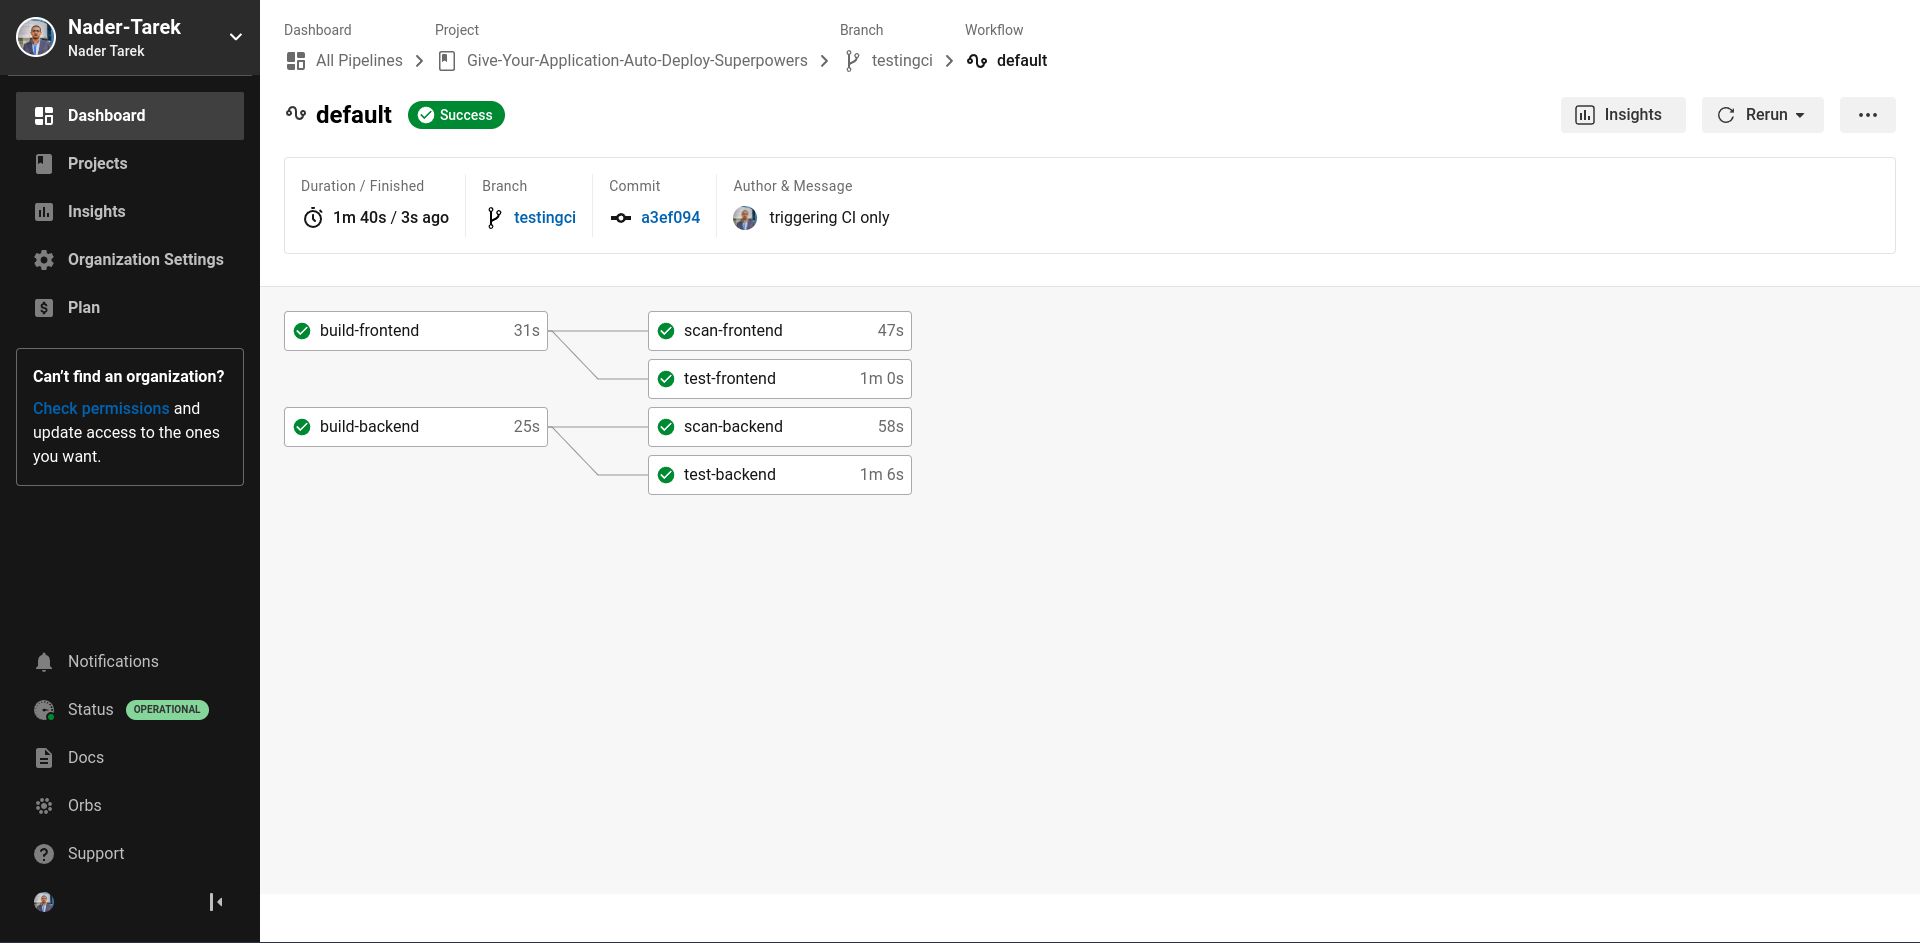 Nader-Tarek
Nader Tarek
Dashboard
Projects
Insights
Organization Settings
Plan
Can't find an organization?
Check permissions and
update access to the ones
you want.
Notifications
Status OPERATIONAL
Docs
Orbs
Support
Dashboard Project Branch Workflow
All Pipelines Give-Your-Application-Auto-Deploy-Superpowers testingci default
default Success Insights Rerun
Duration / Finished Branch Commit Author & Message
1m 40s / 3s ago testingci a3ef094 triggering CI only
build-frontend 31s scan-frontend 47s
test-frontend 1m 0s
build-backend 25s scan-backend 58s
test-backend 1m 6s